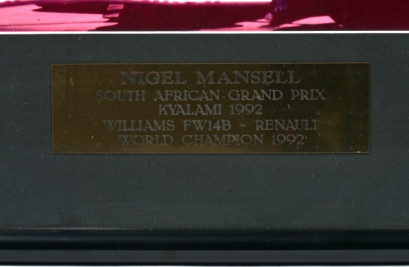 NIGEL MANSELL
SOUTH AFRICAN GRAND PRIX
KYALAMI 1992
WILLIAMS FW14B - RENAULT
WORLD CHAMPION 1992